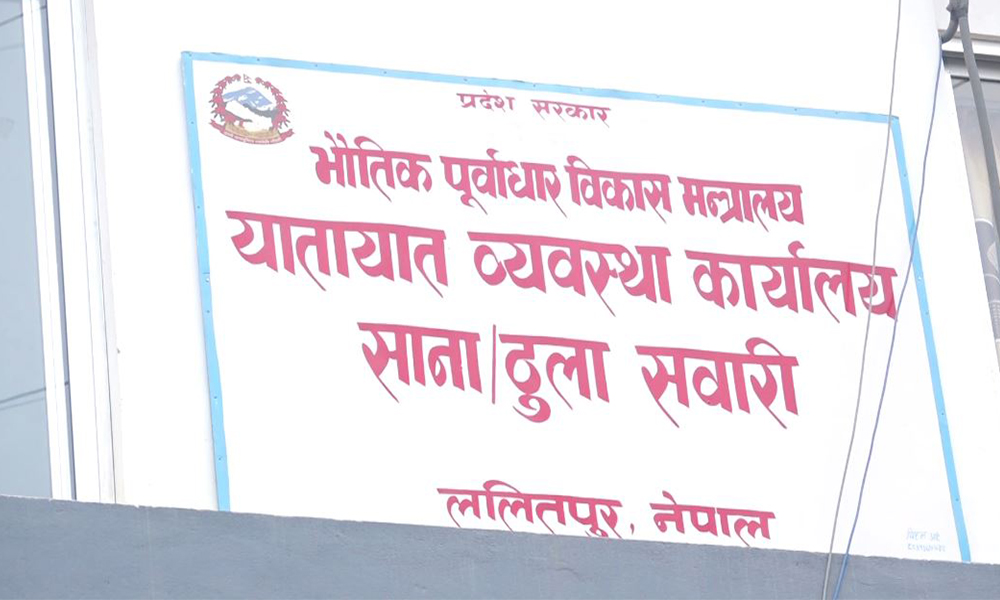 प्रदेश सरकार
भौतिक पूर्वाधार विकास मन्त्रालय
यातायात व्यवस्था कार्यालय
साना/ठुला सवारी
ललितपुर, नेपाल